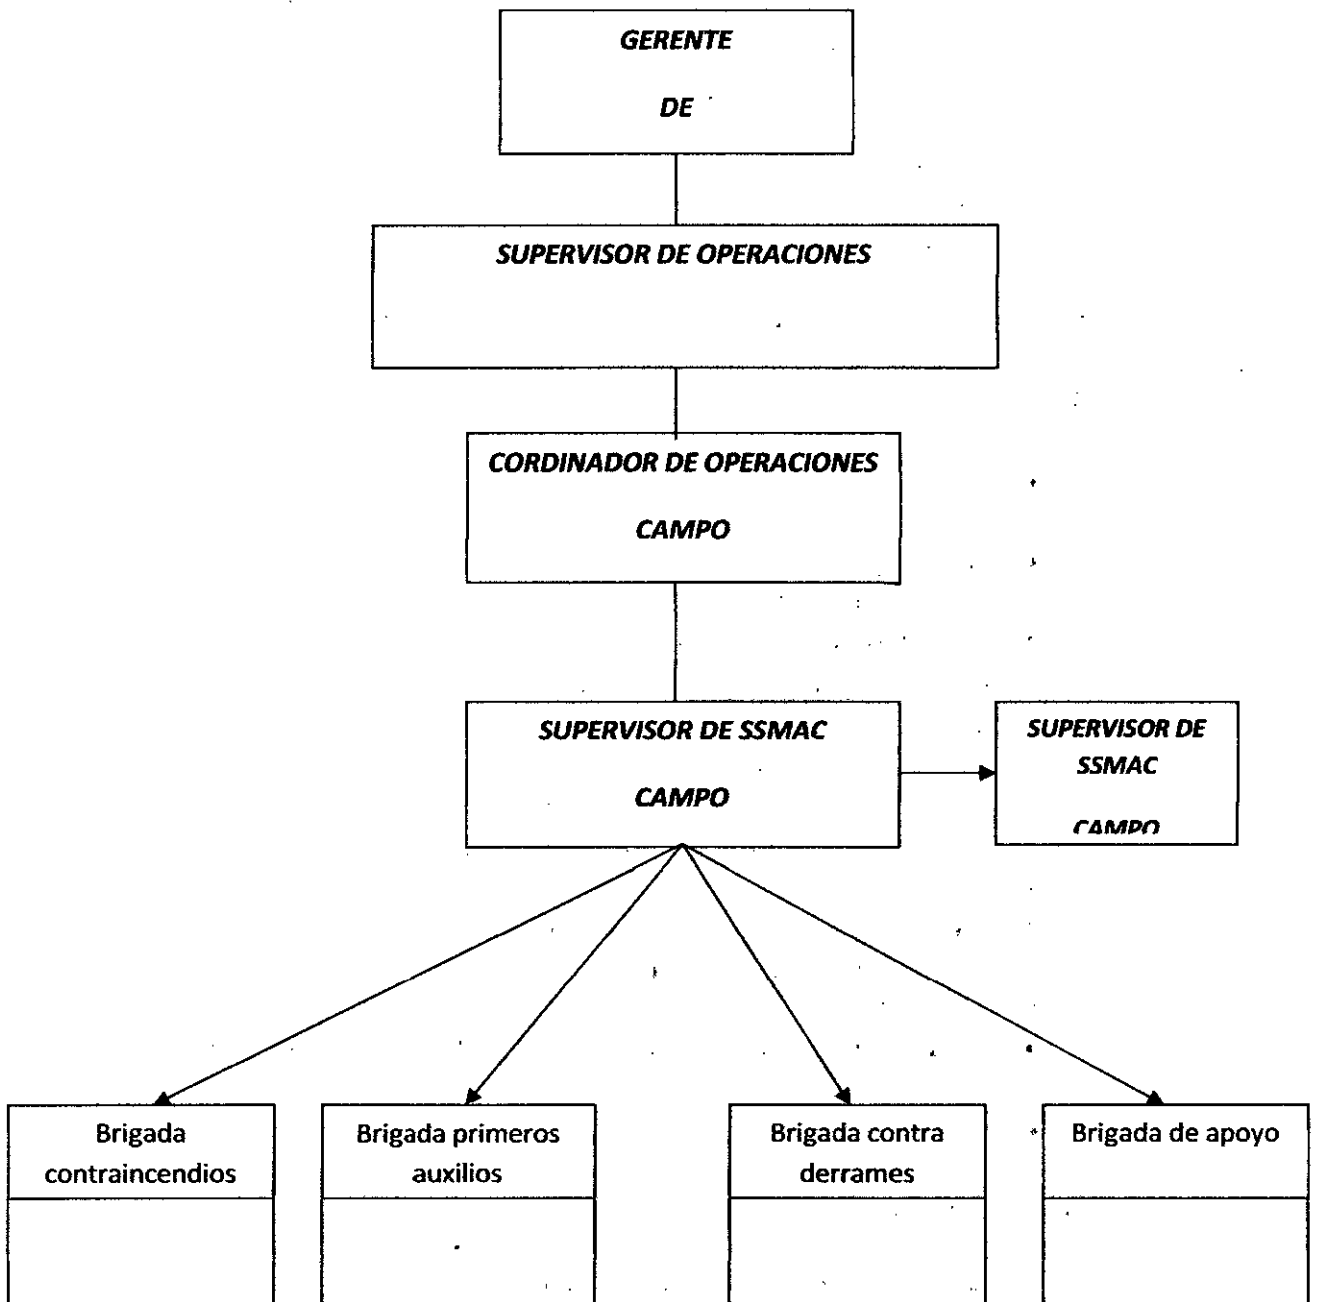 GERENTE
DE
SUPERVISOR DE OPERACIONES
CORDINADOR DE OPERACIONES
CAMPO
SUPERVISOR DE SSMAC
CAMPO
SUPERVISOR DE
SSMAC
CAMPO
Brigada
contraincendios
Brigada primeros
auxilios
Brigada contra
derrames
Brigada de apoyo